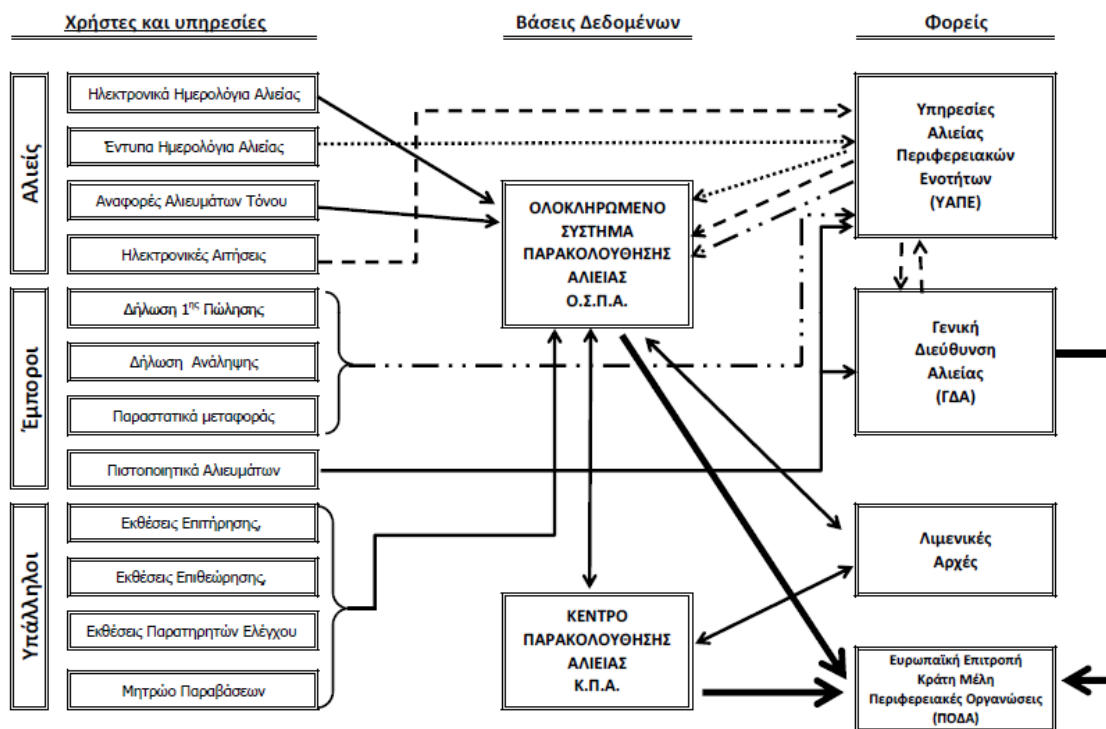 Χρήστες και υπηρεσίες
Βάσεις Δεδομένων
Φορείς
Αλιείς
Ηλεκτρονικά Ημερολόγια Αλιείας
Έντυπα Ημερολόγια Αλιείας
Αναφορές Αλιευμάτων Τόνου
Ηλεκτρονικές Αιτήσεις
Έμποροι
Δήλωση 1ης Πώλησης
Δήλωση Ανάληψης
Παραστατικά μεταφοράς
Πιστοποιητικά Αλιευμάτων
Υπάλληλοι
Εκθέσεις Επιτήρησης,
Εκθέσεις Επιθεώρησης,
Εκθέσεις Παρατηρητών Ελέγχου
Μητρώο Παραβάσεων
ΟΛΟΚΛΗΡΩΜΕΝΟ
ΣΥΣΤΗΜΑ
ΠΑΡΑΚΟΛΟΥΘΗΣΗΣ
ΑΛΙΕΙΑΣ
Ο.Σ.Π.Α.
ΚΕΝΤΡΟ
ΠΑΡΑΚΟΛΟΥΘΗΣΗΣ
ΑΛΙΕΙΑΣ
Κ.Π.Α.
Υπηρεσίες
Αλιείας
Περιφερειακών
Ενοτήτων
(ΥΑΠΕ)
Γενική
Διεύθυνση
Αλιείας
(ΓΔΑ)
Λιμενικές
Αρχές
Ευρωπαϊκή Επιτροπή
Κράτη Μέλη
Περιφερειακές Οργανώσεις
(ΠΟΔΑ)